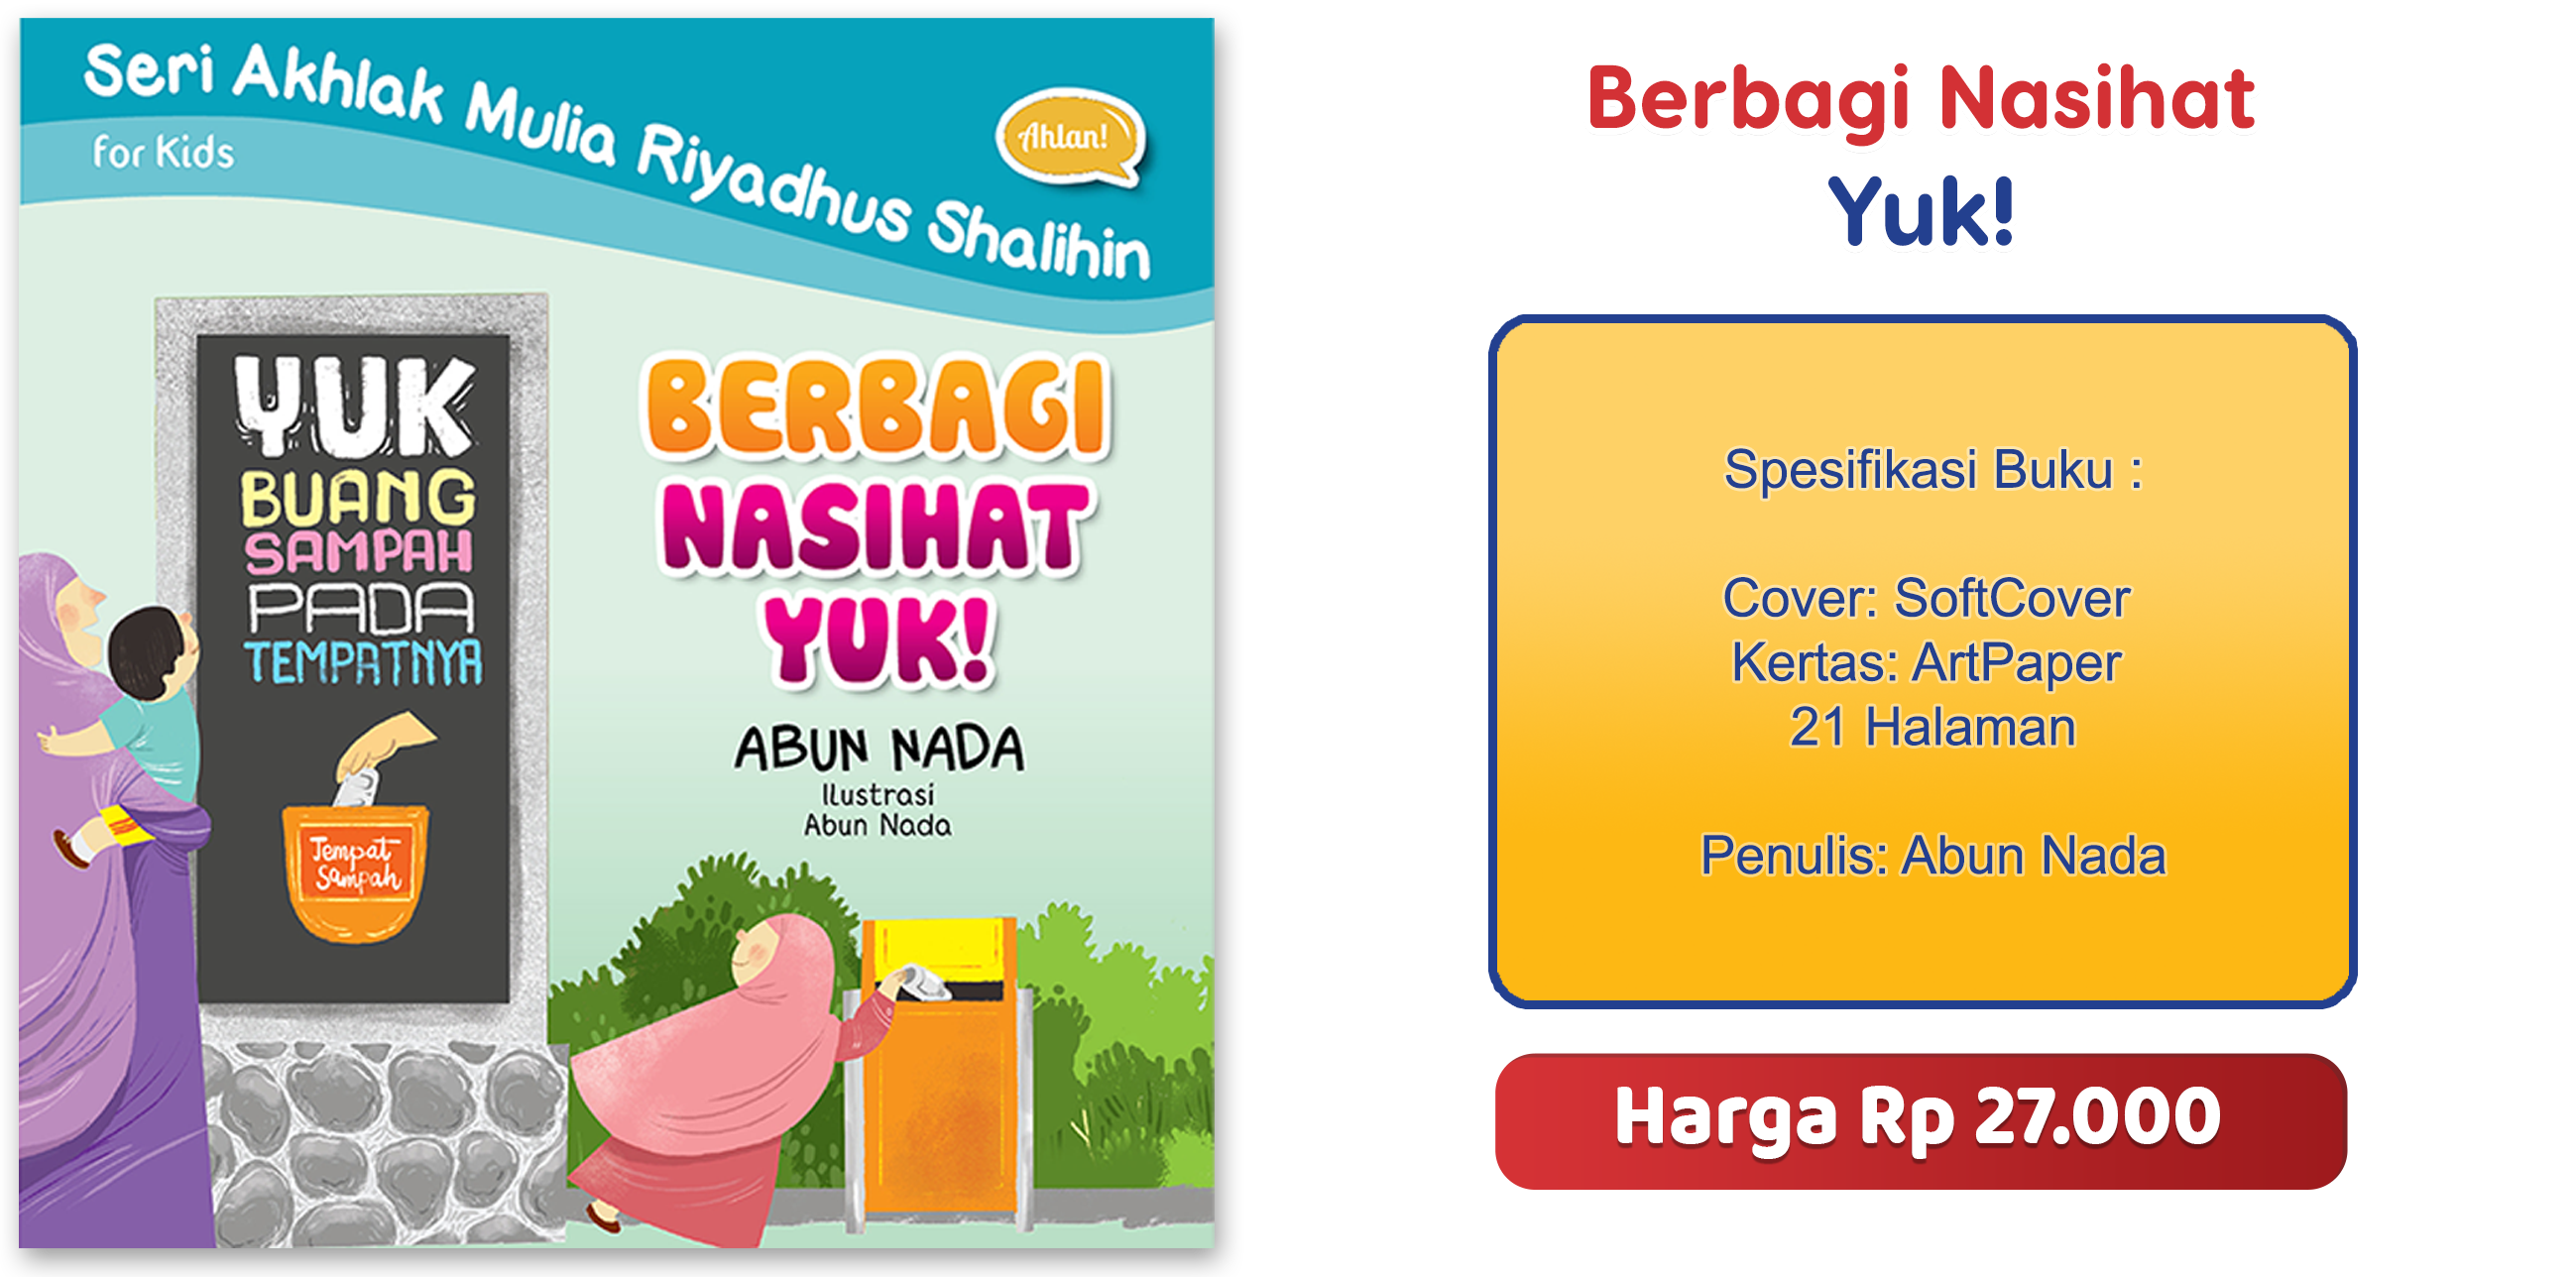 Seri Akhlak Mulia Riyadhus Shalihin
for Kids
Ahlan!
YUK
BUANG
SAMPAH
PADA
TEMPATNYA
Tempat
Sampah
BERBAGI
NASIHAT
YUK!
ABUN NADA
Ilustrasi
Abun Nada
Berbagi Nasihat
Yuk!
Spesifikasi Buku :
Cover: SoftCover
Kertas: ArtPaper
21 Halaman
Penulis: Abun Nada
Harga Rp 27.000